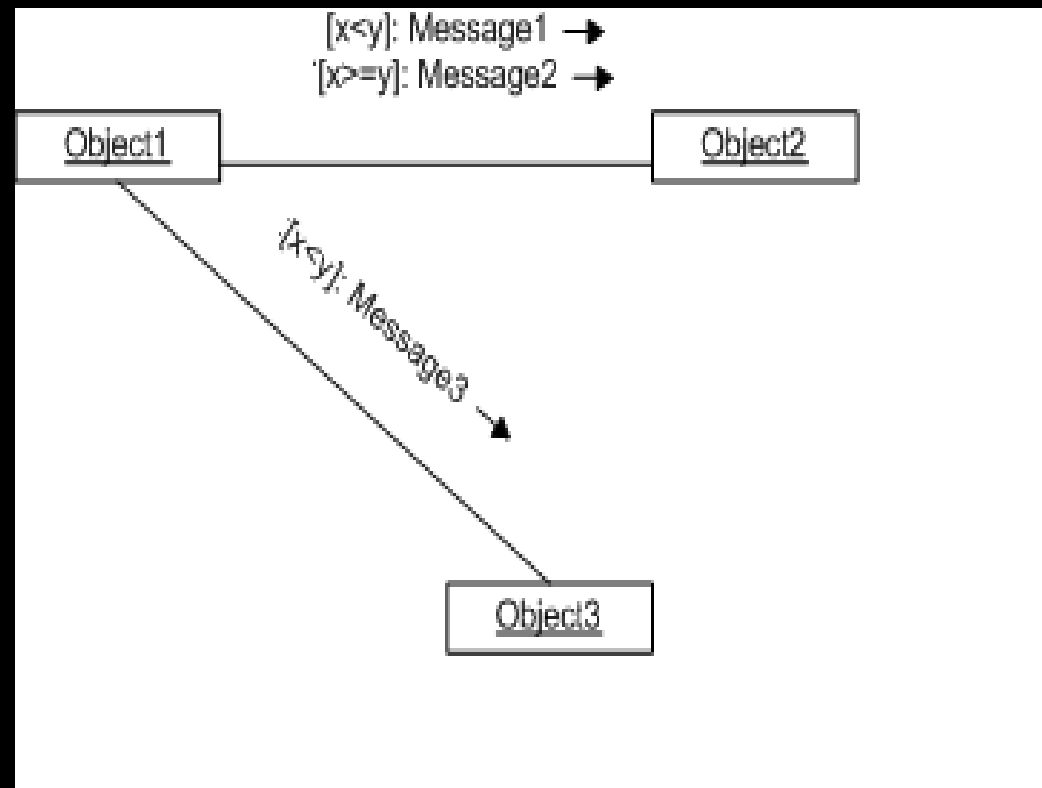 [x<y]: Message1
'[x>=y]: Message2
Object1
Object2
'[x<y]: Message3
Object3